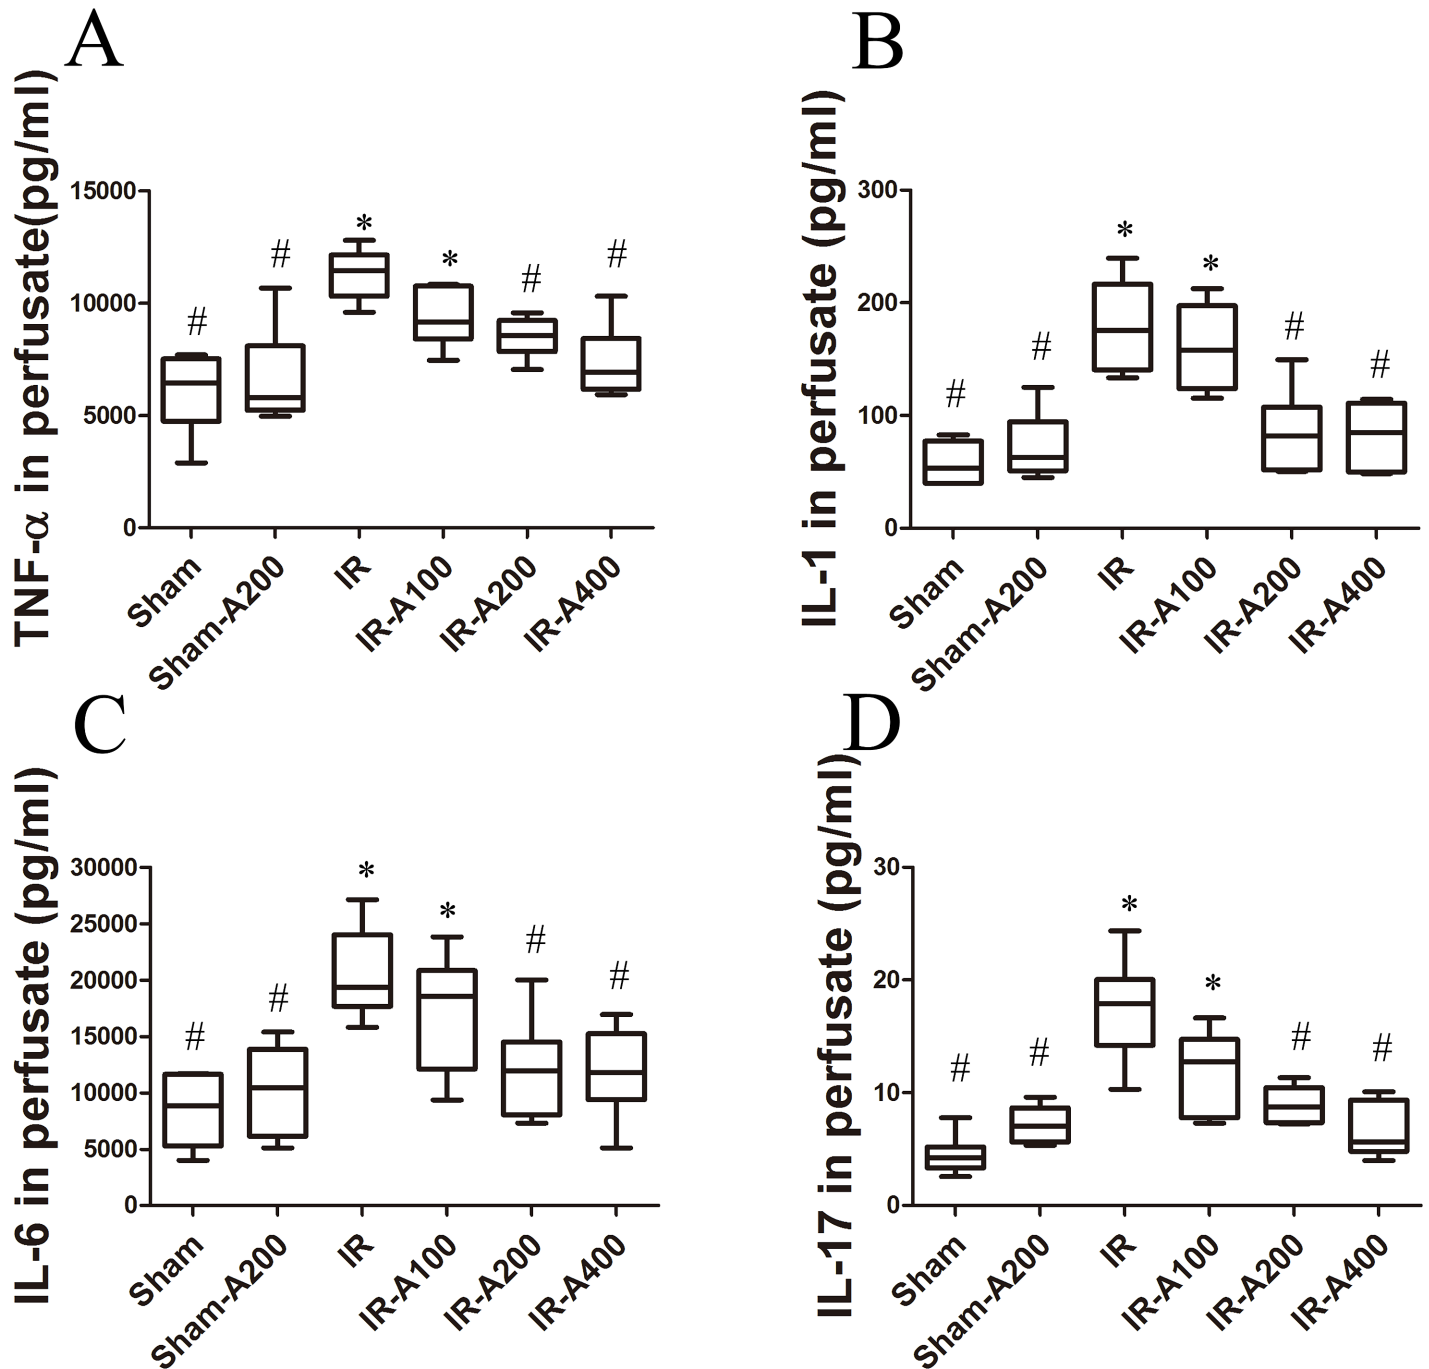 A
TNF-α in perfusate(pg/ml)
15000
10000
5000
0
# # * * # #
Sham
Sham-A200
IR
IR-A100
IR-A200
IR-A400
B
IL-1 in perfusate (pg/ml)
300
200
100
0
# # * * # #
Sham
Sham-A200
IR
IR-A100
IR-A200
IR-A400
C
IL-6 in perfusate (pg/ml)
30000
25000
20000
15000
10000
5000
0
# # * * # #
Sham
Sham-A200
IR
IR-A100
IR-A200
IR-A400
D
IL-17 in perfusate (pg/ml)
30
20
10
0
# # * * # #
Sham
Sham-A200
IR
IR-A100
IR-A200
IR-A400